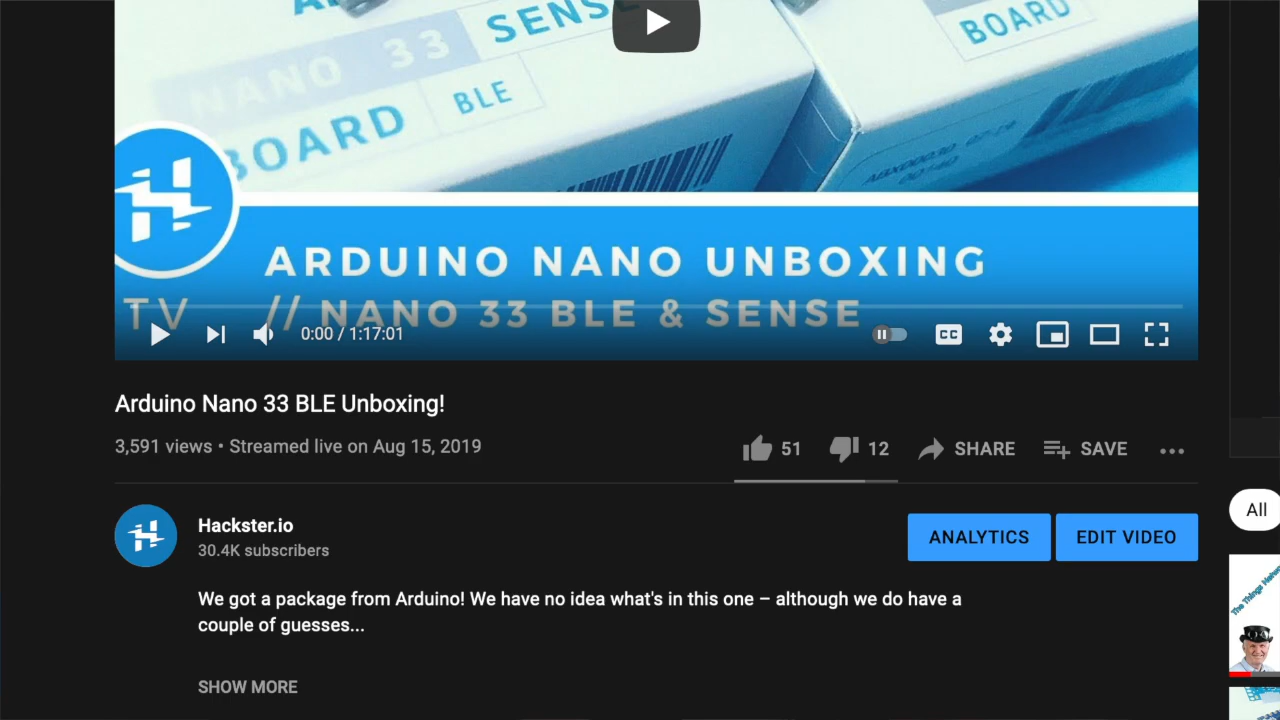 NANO 33
SENSE
BOARD
BLE
BOARD
ARDUINO NANO UNBOXING
TV // NANO 33 BLE & SENSE
0:00 / 1:17:01
CC
Arduino Nano 33 BLE Unboxing!
3,591 views • Streamed live on Aug 15, 2019
51 12 SHARE SAVE
Hackster.io
30.4K subscribers
ANALYTICS EDIT VIDEO
We got a package from Arduino! We have no idea what's in this one – although we do have a
couple of guesses...
SHOW MORE
All
The Things